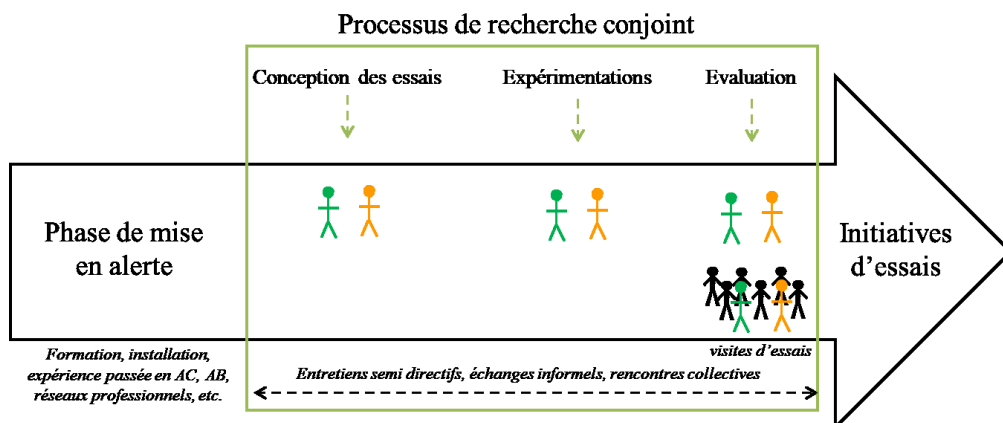 Processus de recherche conjoint
Conception des essais
Expérimentations
Evaluation
Phase de mise
en alerte
Initiatives
d’essais
visites d’essais
Formation, installation,
expérience passée en AC, AB,
réseaux professionnels, etc.
Entretiens semi directifs, échanges informels, rencontres collectives